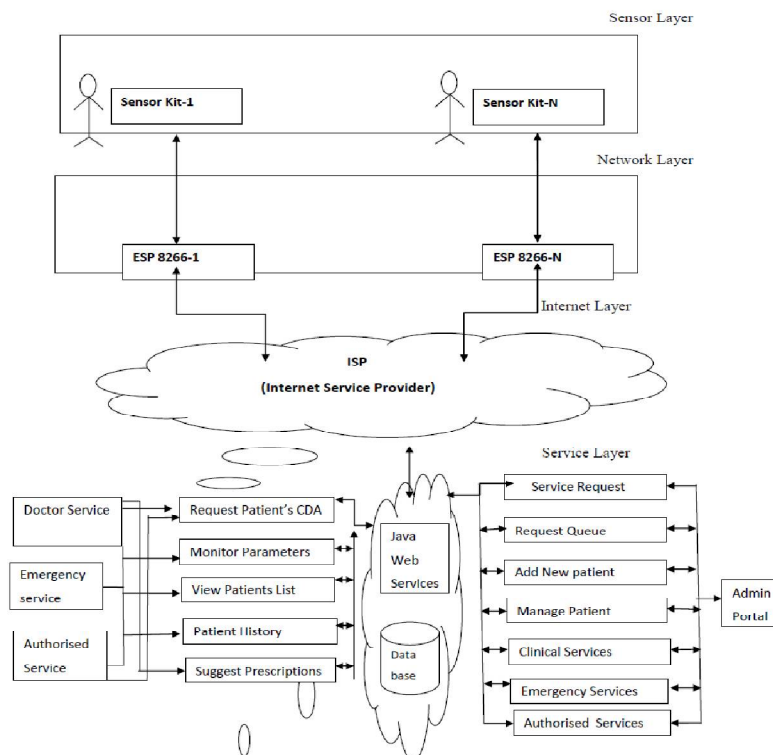 Sensor Layer
Sensor Kit-1
Sensor Kit-N
Network Layer
ESP 8266-1
ESP 8266-N
Internet Layer
ISP
(Internet Service Provider)
Service Layer
Doctor Service
Emergency
service
Authorised
Service
Request Patient's CDA
Monitor Parameters
View Patients List
Patient History
Suggest Prescriptions
Java
Web
Services
Data
base
Service Request
Request Queue
Add New patient
Manage Patient
Clinical Services
Emergency Services
Authorised Services
Admin
Portal